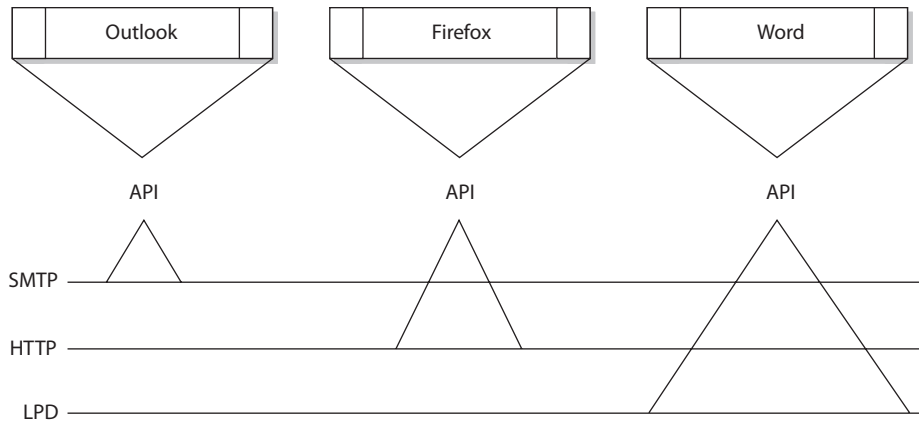 Outlook
Firefox
Word
API
API
API
SMTP
HTTP
LPD